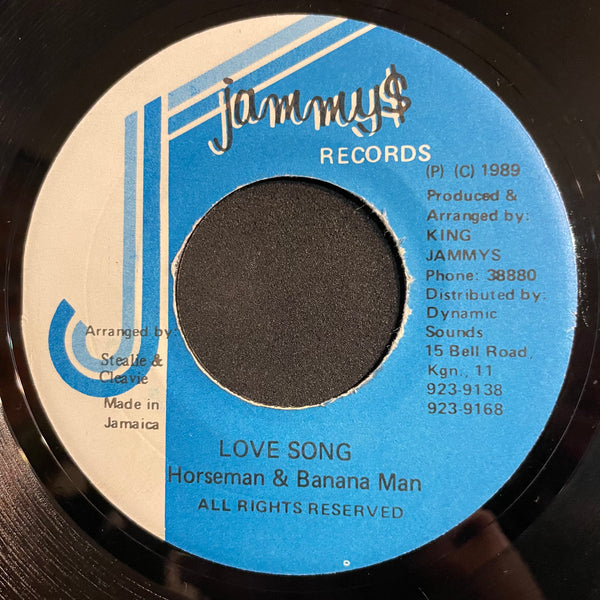 jammy$
RECORDS
(P) (C) 1989
Produced &
Arranged by:
KING
JAMMYS
Phone: 38880
Distributed by:
Dynamic
Sounds
15 Bell Road,
Kgn., 11
923-9138
923-9168
Arranged by:
Stealie &
Cleavie
Made in
Jamaica
LOVE SONG
Horseman & Banana Man
ALL RIGHTS RESERVED